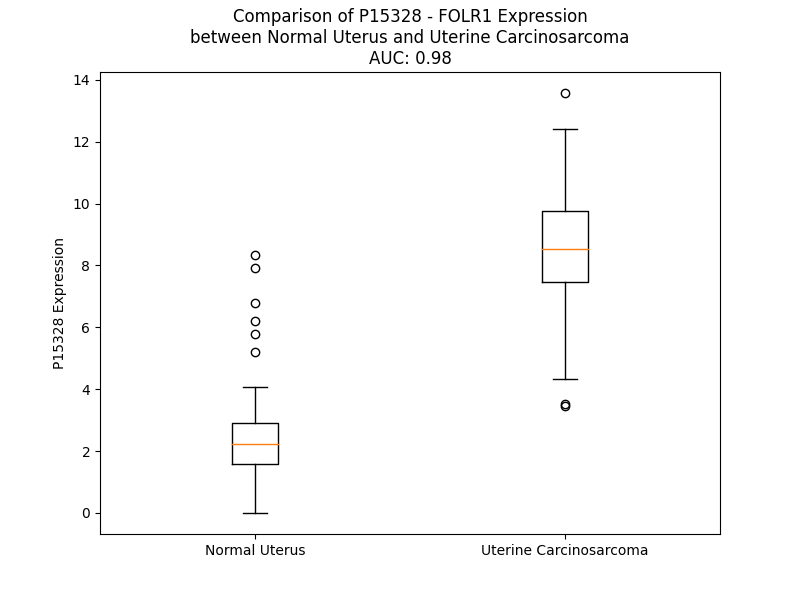 Comparison of P15328 - FOLR1 Expression
between Normal Uterus and Uterine Carcinosarcoma
AUC: 0.98
14
12
10
8
6
4
2
0
P15328 Expression
Normal Uterus
Uterine Carcinosarcoma